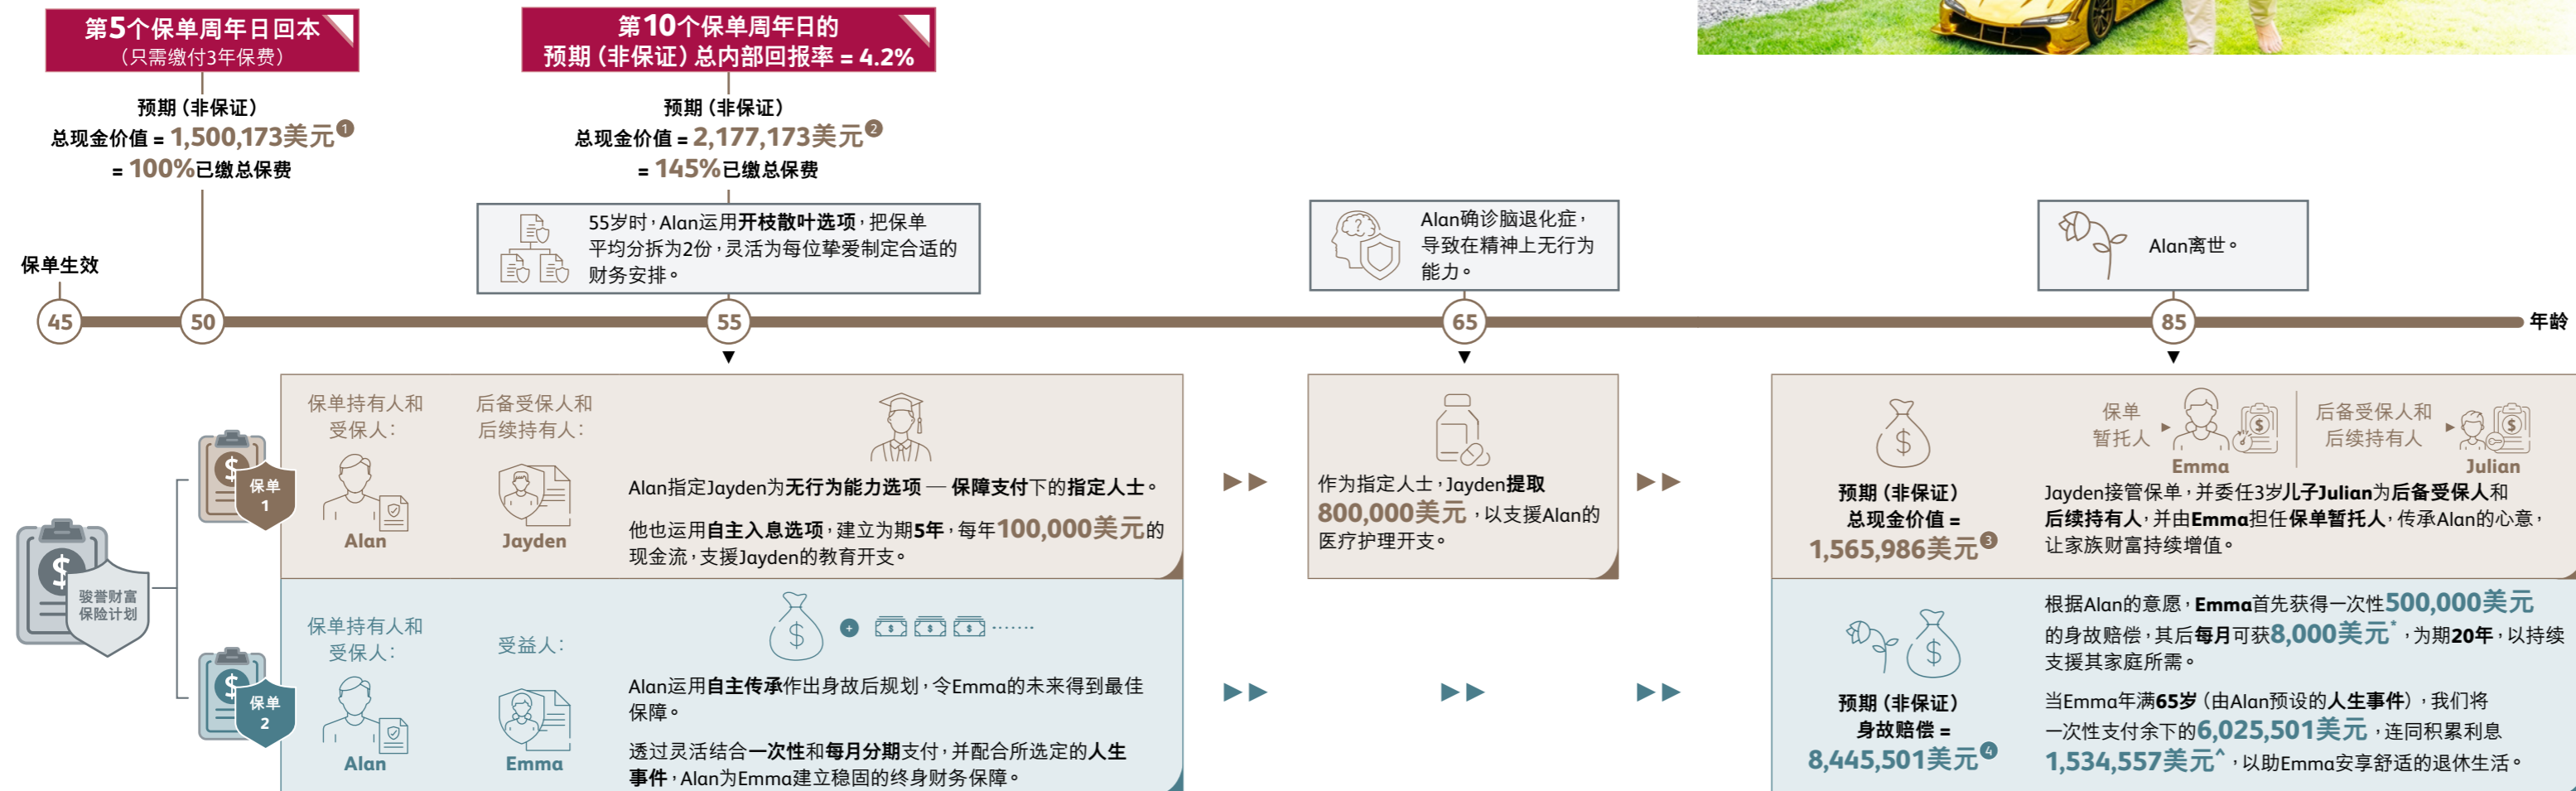 第5个保单周年日回本
（只需缴付3年保费）
预期（非保证）
总现金价值 = 1,500,173美元❶
= 100%已缴总保费
第10个保单周年日的
预期（非保证）总内部回报率 = 4.2%
预期（非保证）
总现金价值 = 2,177,173美元❷
= 145%已缴总保费
55岁时，Alan运用开枝散叶选项，把保单
平均分拆为2份，灵活为每位挚爱制定合适的
财务安排。
Alan确诊脑退化症，
导致在精神上无行为
能力。
Alan离世。
保单生效
45
50
55
65
85
年龄
骏誉财富
保险计划
保单
1
保单持有人和
受保人：
Alan
后备受保人和
后续持有人：
Jayden
Alan指定Jayden为无行为能力选项 — 保障支付下的指定人士。
他也运用自主入息选项，建立为期5年，每年100,000美元的
现金流，支援Jayden的教育开支。
作为指定人士，Jayden提取
800,000美元，以支援Alan的
医疗护理开支。
预期（非保证）
总现金价值 =
1,565,986美元❸
保单
暂托人
Emma
后备受保人和
后续持有人
Julian
Jayden接管保单，并委任3岁儿子Julian为后备受保人和
后续持有人，并由Emma担任保单暂托人，传承Alan的心意，
让家族财富持续增值。
保单
2
保单持有人和
受保人：
Alan
受益人：
Emma
Alan运用自主传承作出身故后规划，令Emma的未来得到最佳
保障。
透过灵活结合一次性和每月分期支付，并配合所选定的人生
事件，Alan为Emma建立稳固的终身财务保障。
预期（非保证）
身故赔偿 =
8,445,501美元❹
根据Alan的意愿，Emma首先获得一次性500,000美元
的身故赔偿，其后每月可获8,000美元*，为期20年，以持续
支援其家庭所需。
当Emma年满65岁（由Alan预设的人生事件），我们将
一次性支付余下的6,025,501美元，连同积累利息
1,534,557美元^，以助Emma安享舒适的退休生活。